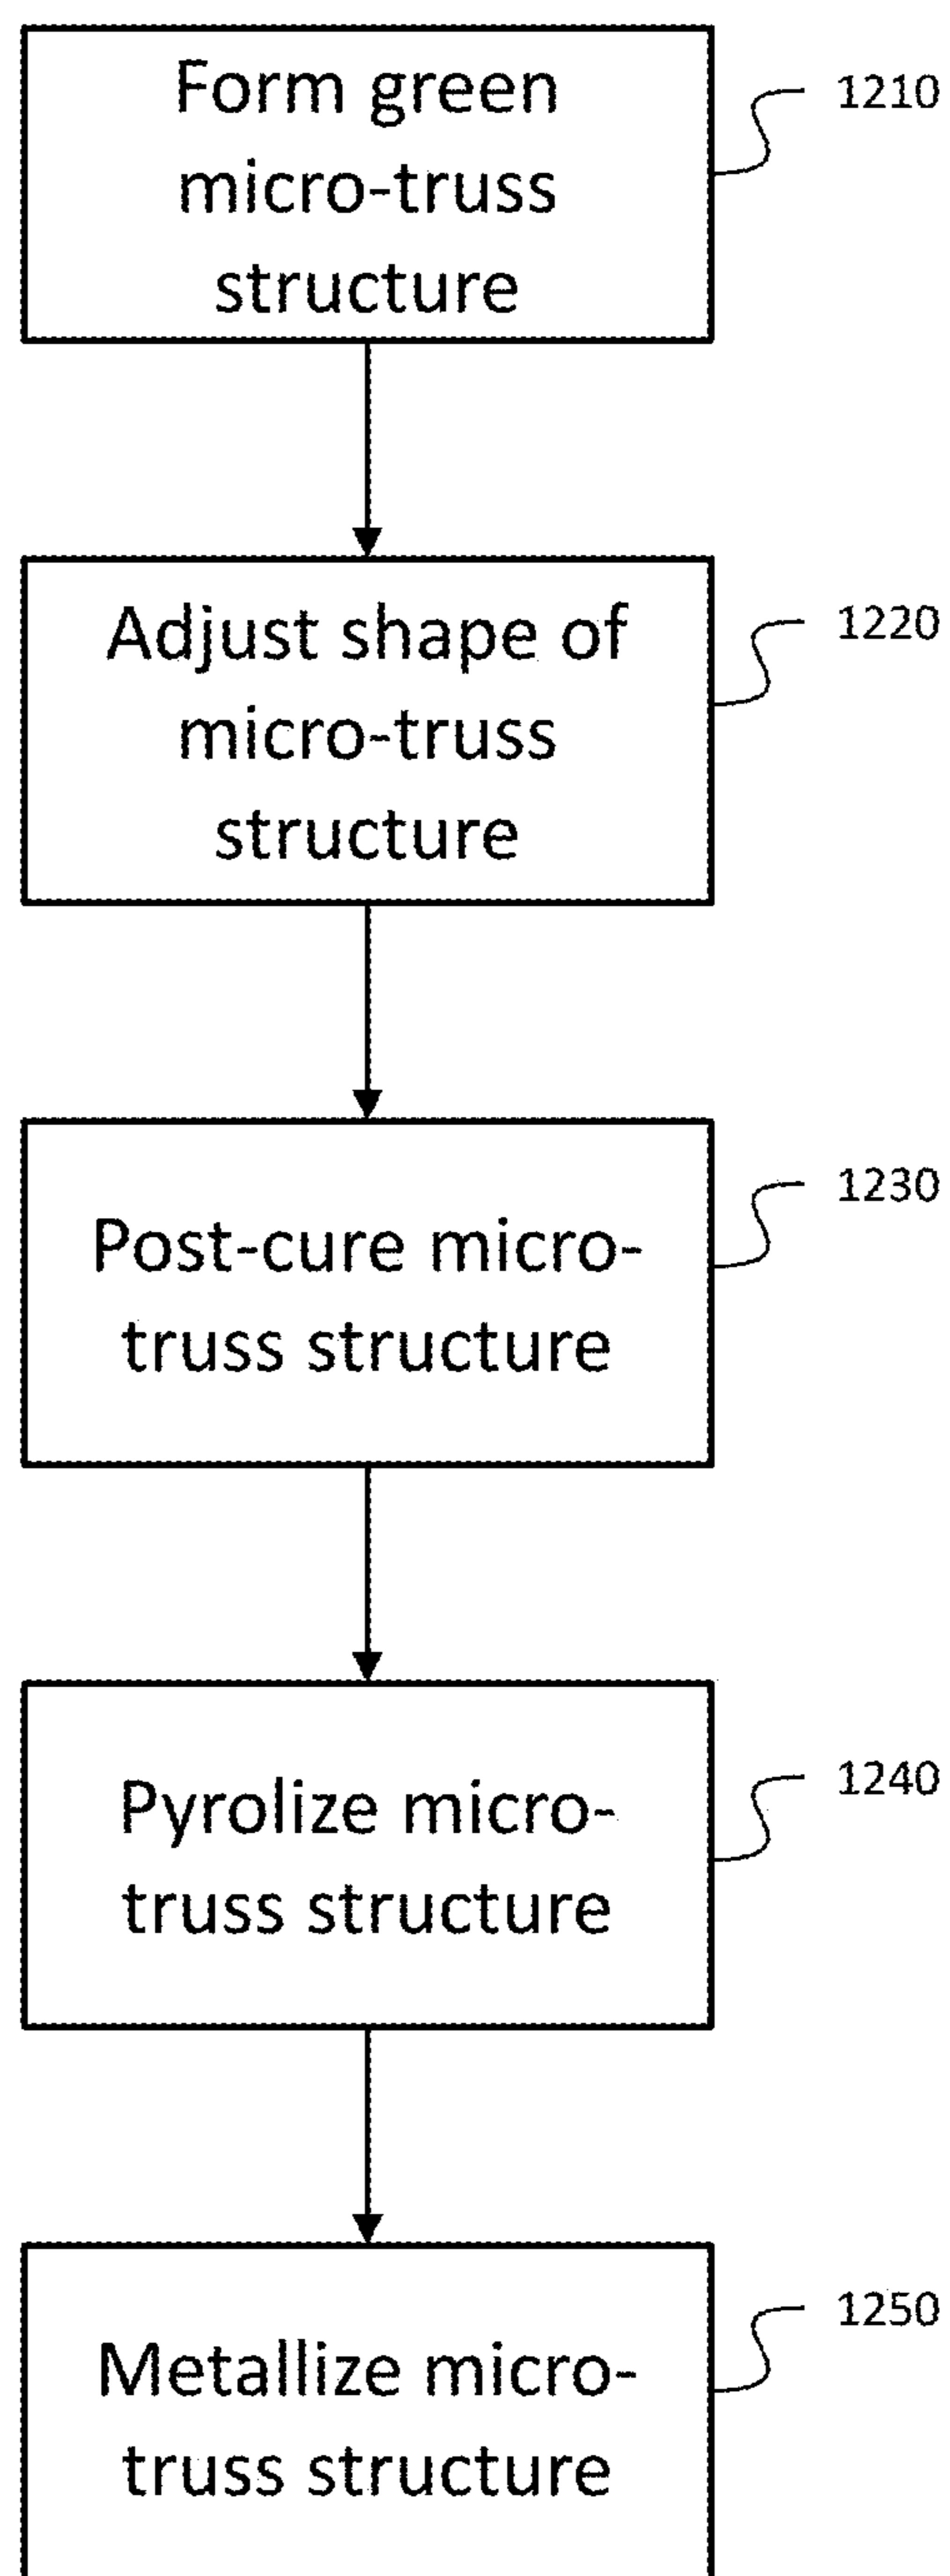 Form green
1210
micro-truss
structure
Adjust shape of
1220
micro-truss
structure
Post-cure micro-
1230
truss structure
Pyrolize micro-
1240
truss structure
Metallize micro-
1250
truss structure